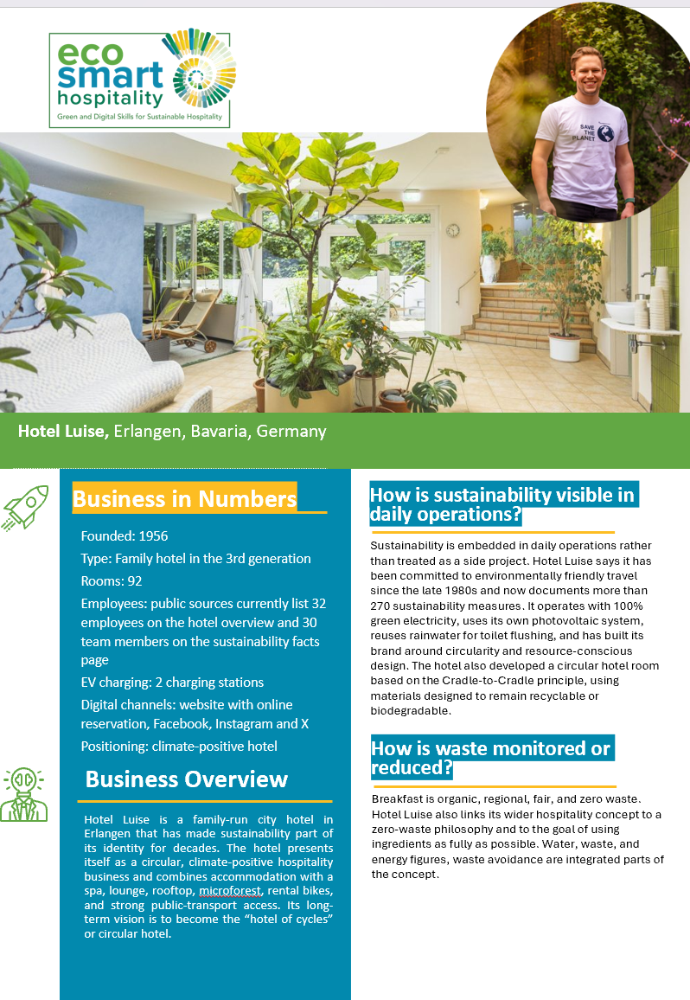 eco
smart
hospitality
Green and Digital Skills for Sustainable Hospitality
SAVE
THE
PLANET
Hotel Luise, Erlangen, Bavaria, Germany
Business in Numbers
Founded: 1956
Type: Family hotel in the 3rd generation
Rooms: 92
Employees: public sources currently list 32
employees on the hotel overview and 30
team members on the sustainability facts
page
EV charging: 2 charging stations
Digital channels: website with online
reservation, Facebook, Instagram and X
Positioning: climate-positive hotel
Business Overview
Hotel Luise is a family-run city hotel in
Erlangen that has made sustainability part of
its identity for decades. The hotel presents
itself as a circular, climate-positive hospitality
business and combines accommodation with a
spa, lounge, rooftop, microforest, rental bikes,
and strong public-transport access. Its long-
term vision is to become the “hotel of cycles”
or circular hotel.
How is sustainability visible in
daily operations?
Sustainability is embedded in daily operations rather
than treated as a side project. Hotel Luise says it has
been committed to environmentally friendly travel
since the late 1980s and now documents more than
270 sustainability measures. It operates with 100%
green electricity, uses its own photovoltaic system,
reuses rainwater for toilet flushing, and has built its
brand around circularity and resource-conscious
design. The hotel also developed a circular hotel room
based on the Cradle-to-Cradle principle, using
materials designed to remain recyclable or
biodegradable.
How is waste monitored or
reduced?
Breakfast is organic, regional, fair, and zero waste.
Hotel Luise also links its wider hospitality concept to a
zero-waste philosophy and to the goal of using
ingredients as fully as possible. Water, waste, and
energy figures, waste avoidance are integrated parts of
the concept.